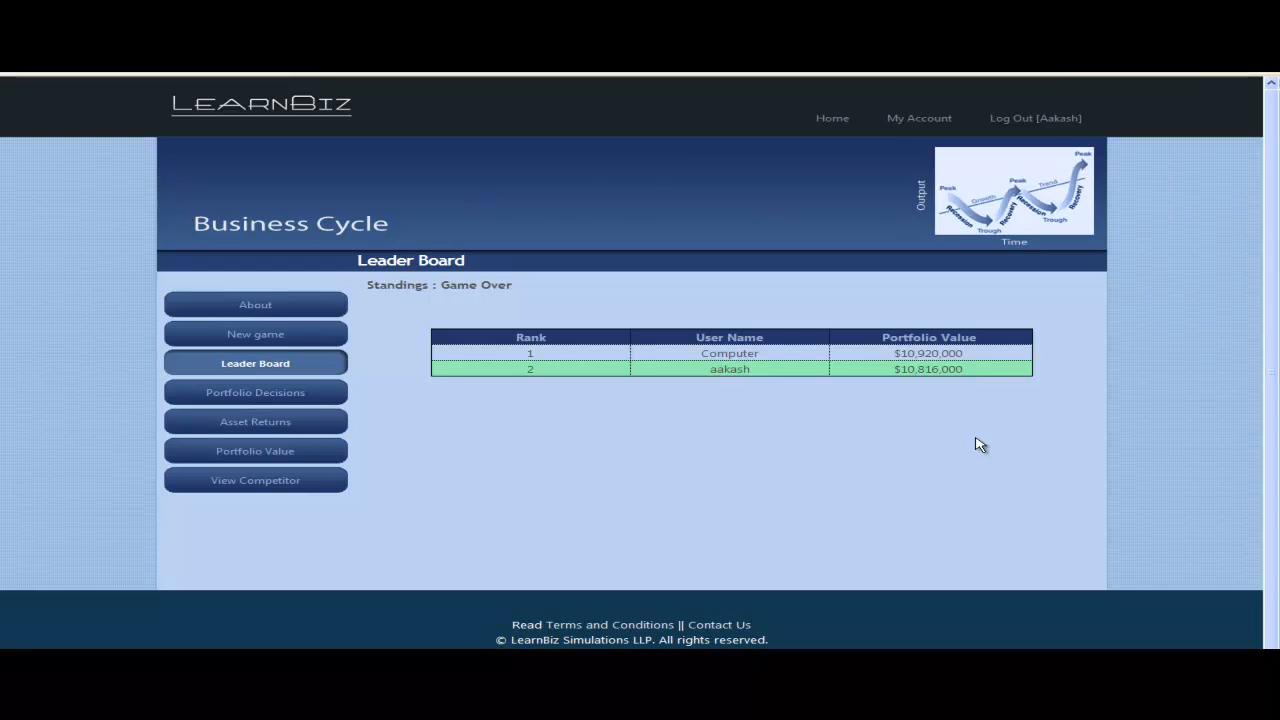 LEARNBIZ
Home My Account Log Out [Aakash]
Business Cycle
Output
Peak
Growth
Recession
Trough
Recovery
Peak
Trend
Recession
Trough
Recovery
Peak
Time
Leader Board
Standings : Game Over
About
New game
Leader Board
Portfolio Decisions
Asset Returns
Portfolio Value
View Competitor
Rank User Name Portfolio Value
1 Computer $10,920,000
2 aakash $10,816,000
Read Terms and Conditions || Contact Us
© LearnBiz Simulations LLP. All rights reserved.